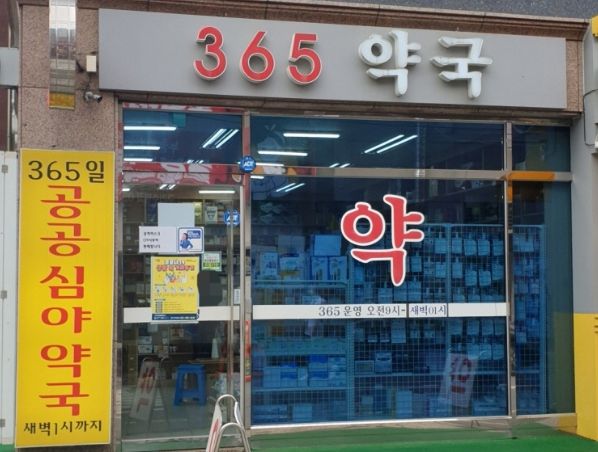 365 약국
365일
공공심야약국
새벽1시까지
약
365 운영 오전9시~새벽01시